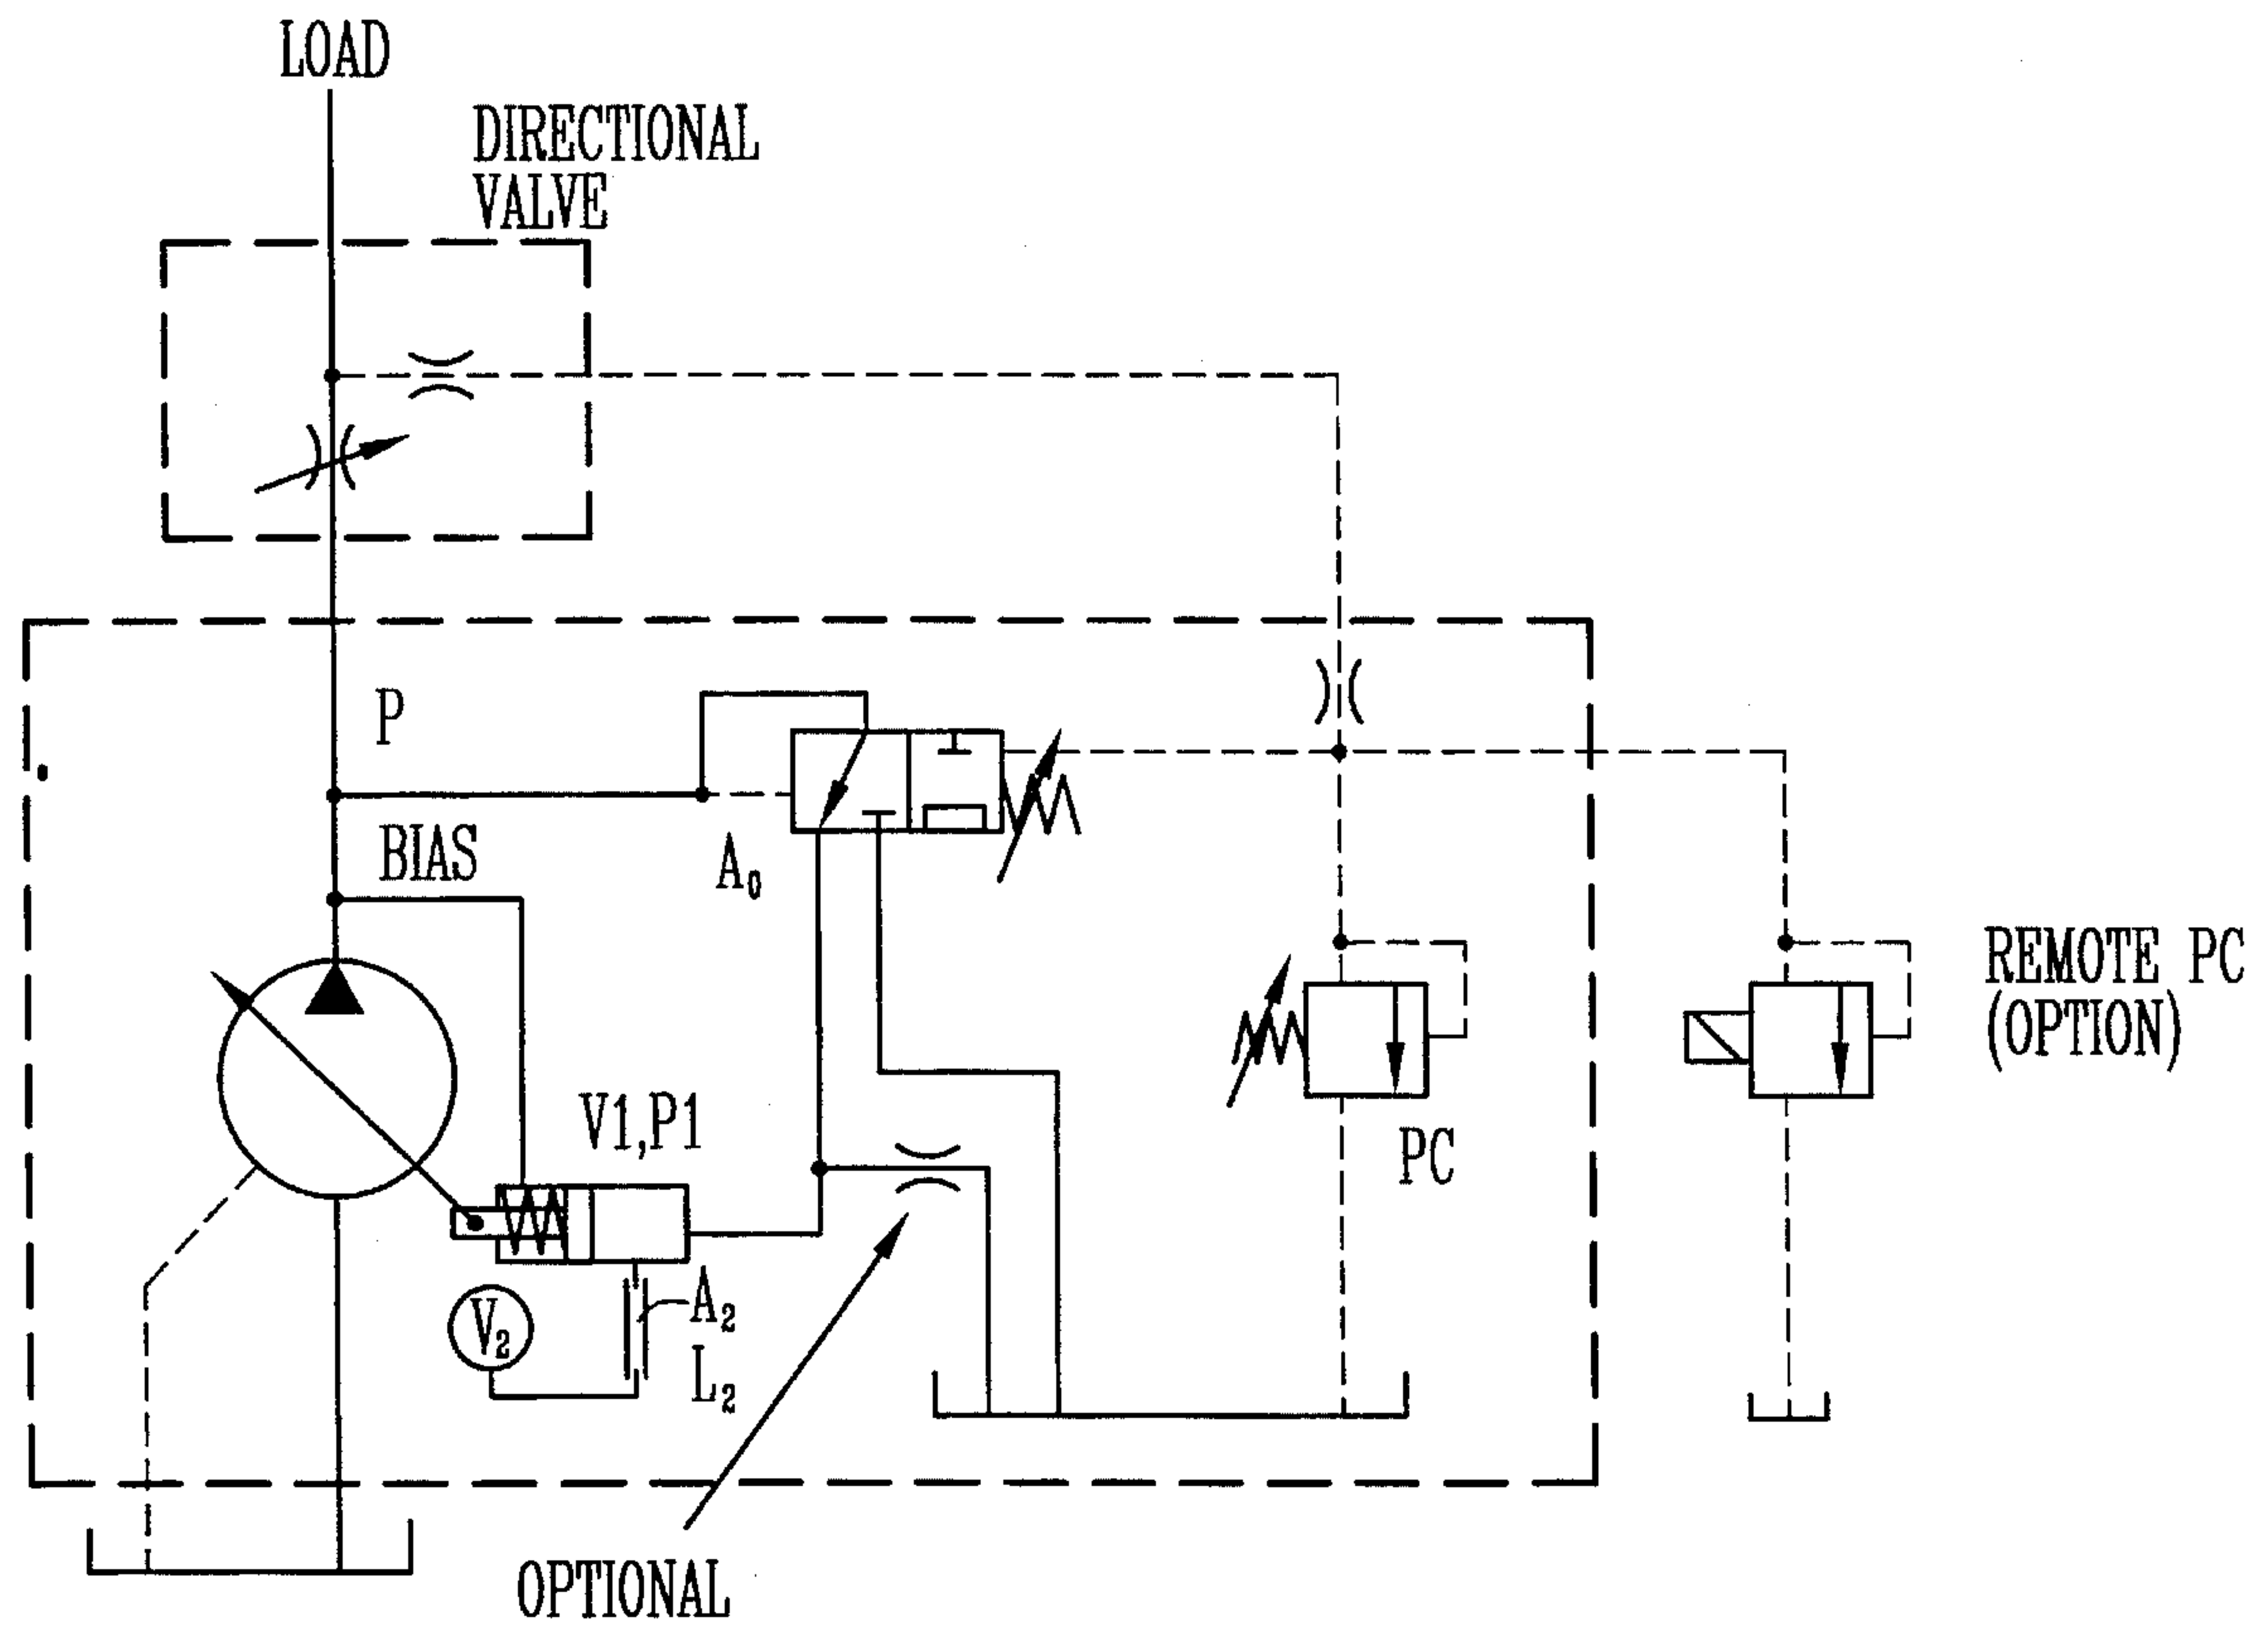 LOAD
DIRECTIONAL
VALVE
P
BIAS
A₀
REMOTE PC
(OPTION)
V1,P1
PC
A₂
V₂
L₂
OPTIONAL